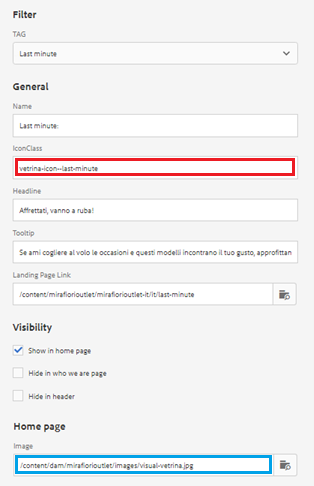 Filter
TAG
Last minute
General
Name
Last minute:
IconClass
vetrina-icon--last-minute
Headline
Affrettati, vanno a ruba!
Tooltip
Se ami cogliere al volo le occasioni e questi modelli incontrano il tuo gusto, approfittan
Landing Page Link
/content/mirafiorioutlet/mirafiorioutlet-it/it/last-minute
Visibility
Show in home page
Hide in who we are page
Hide in header
Home page
Image
/content/dam/mirafiorioutlet/images/visual-vetrina.jpg